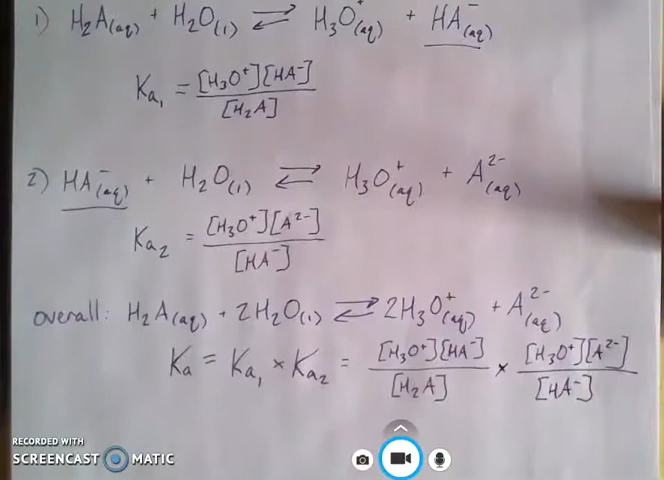 1) H₂A(aq) + H₂O(l) ⇌ H₃O⁺(aq) + HA⁻(aq)
Ka₁ = [H₃O⁺][HA⁻] / [H₂A]
2) HA⁻(aq) + H₂O(l) ⇌ H₃O⁺(aq) + A²⁻(aq)
Ka₂ = [H₃O⁺][A²⁻] / [HA⁻]
overall: H₂A(aq) + 2H₂O(l) ⇌ 2H₃O⁺(aq) + A²⁻(aq)
Ka = Ka₁ × Ka₂ = [H₃O⁺][HA⁻] / [H₂A] × [H₃O⁺][A²⁻] / [HA⁻]
RECORDED WITH
SCREENCAST MATIC